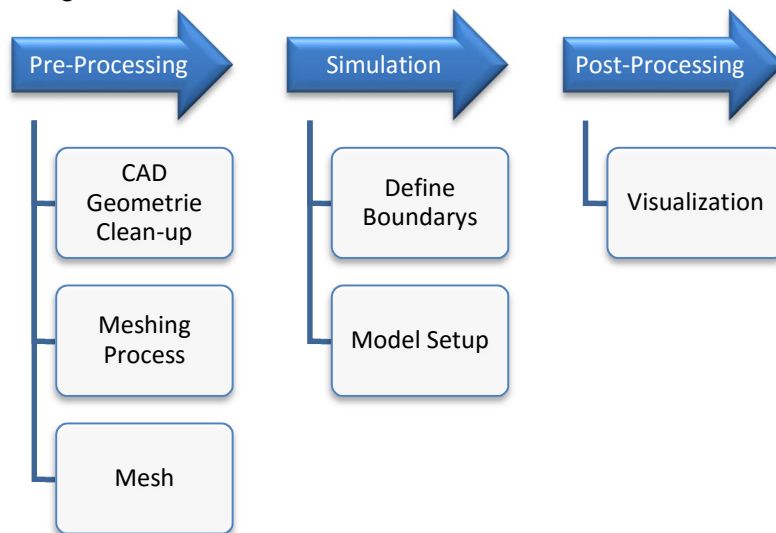 Pre-Processing
CAD
Geometrie
Clean-up
Meshing
Process
Mesh
Simulation
Define
Boundarys
Model Setup
Post-Processing
Visualization